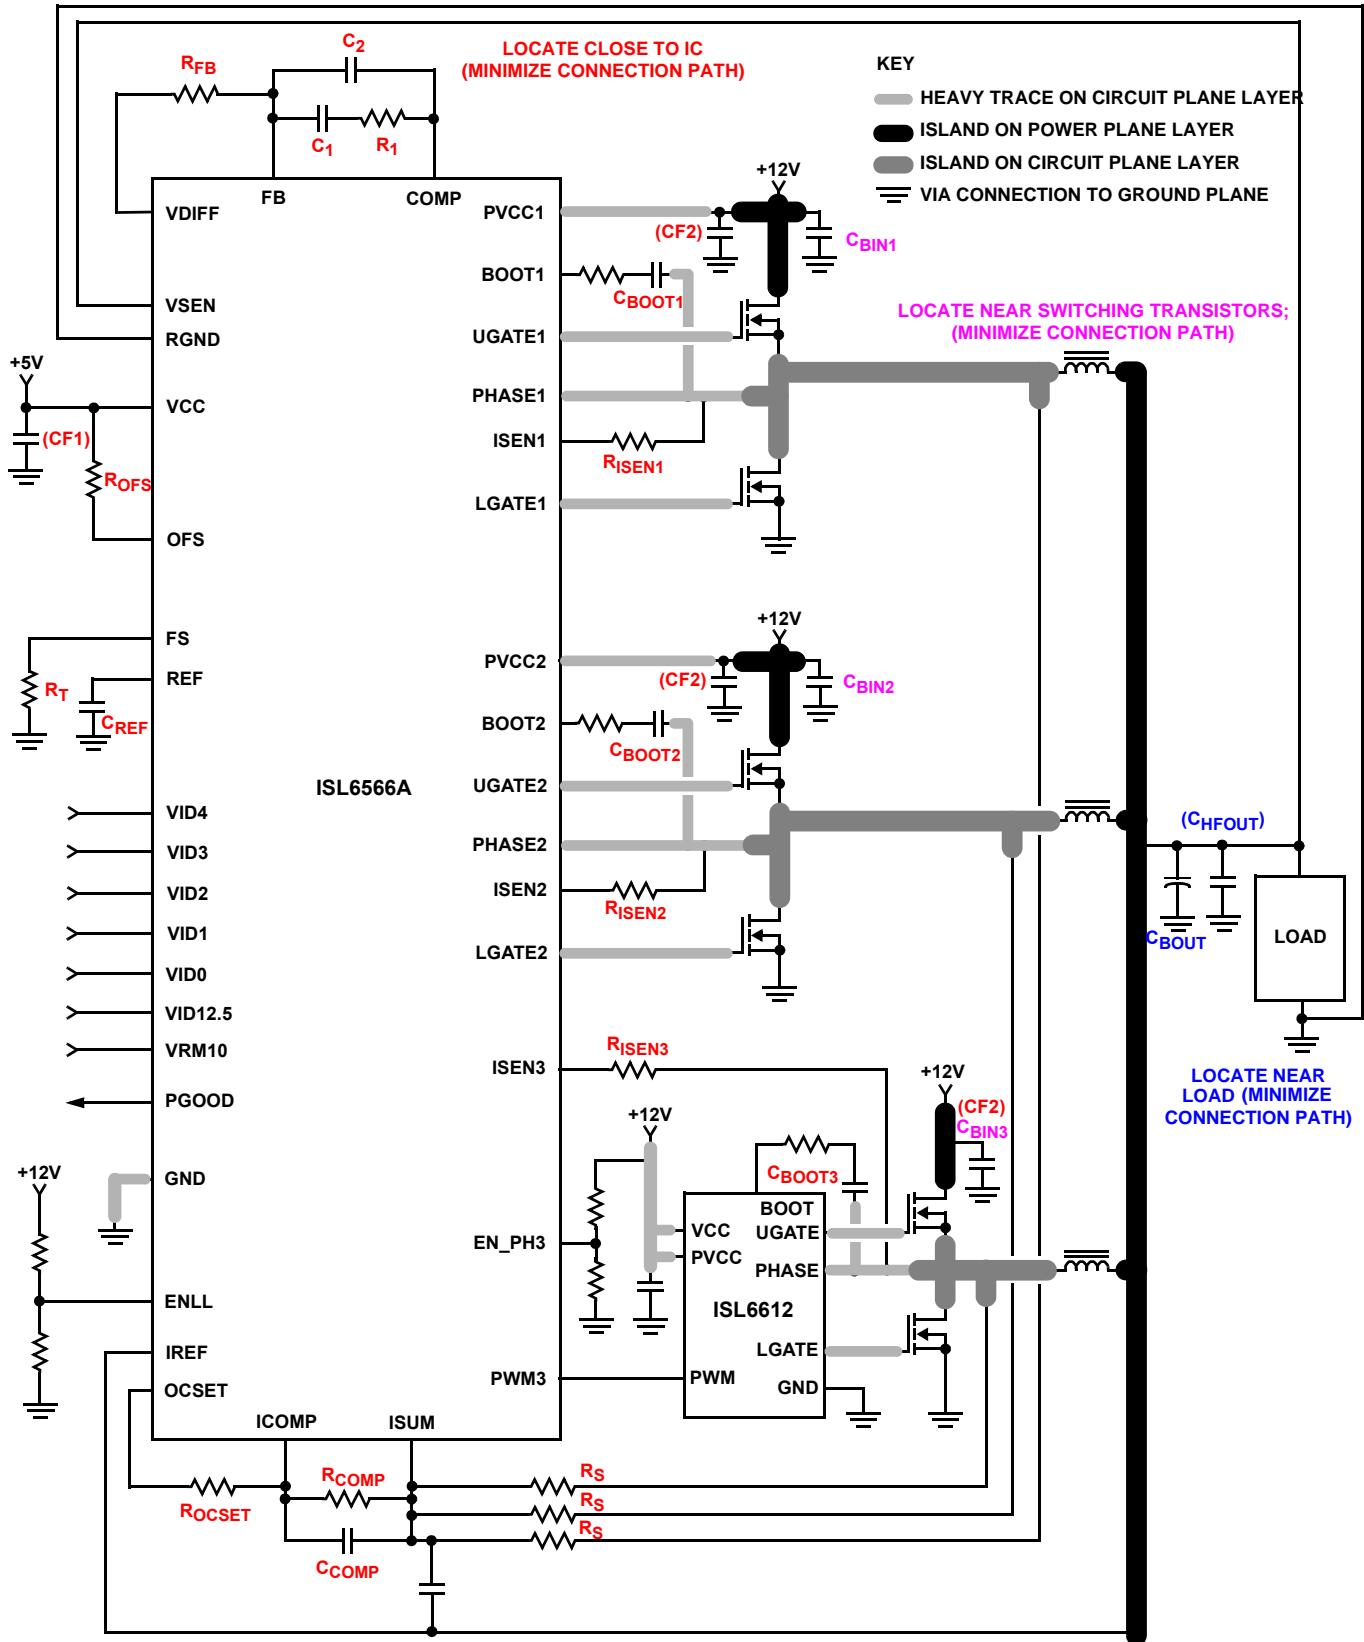 C2
LOCATE CLOSE TO IC
(MINIMIZE CONNECTION PATH)
RFB
C1
R1
KEY
HEAVY TRACE ON CIRCUIT PLANE LAYER
ISLAND ON POWER PLANE LAYER
ISLAND ON CIRCUIT PLANE LAYER
VIA CONNECTION TO GROUND PLANE
+12V
FB
COMP
VDIFF
PVCC1
(CF2)
CBIN1
BOOT1
CBOOT1
VSEN
LOCATE NEAR SWITCHING TRANSISTORS;
(MINIMIZE CONNECTION PATH)
RGND
UGATE1
+5V
VCC
PHASE1
(CF1)
ISEN1
RISEN1
ROFS
LGATE1
OFS
+12V
FS
PVCC2
REF
(CF2)
CBIN2
RT
CREF
BOOT2
CBOOT2
ISL6566A
UGATE2
VID4
(CHFOUT)
VID3
PHASE2
VID2
ISEN2
RISEN2
VID1
CBOUT
LOAD
LGATE2
VID0
VID12.5
VRM10
RISEN3
ISEN3
+12V
LOCATE NEAR
LOAD (MINIMIZE
CONNECTION PATH)
PGOOD
+12V
(CF2)
CBIN3
+12V
GND
CBOOT3
BOOT
VCC
UGATE
EN_PH3
PVCC
PHASE
ENLL
ISL6612
IREF
LGATE
OCSET
PWM3
PWM
GND
ICOMP
ISUM
RCOMP
RS
ROCSET
RS
RS
CCOMP